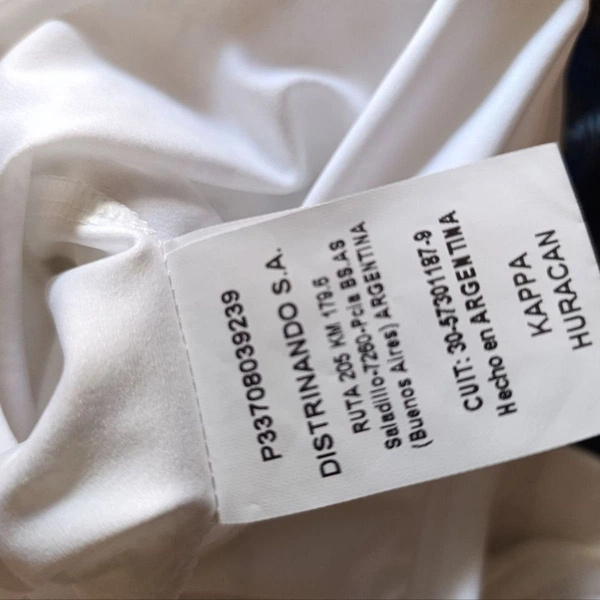 P33708039239
DISTRINANDO S.A.
RUTA 205 KM 179.5
Saladillo-7260-Pcia BS.AS
(Buenos Aires) ARGENTINA
CUIT: 30-57301187-9
Hecho en ARGENTINA
KAPPA
HURACAN